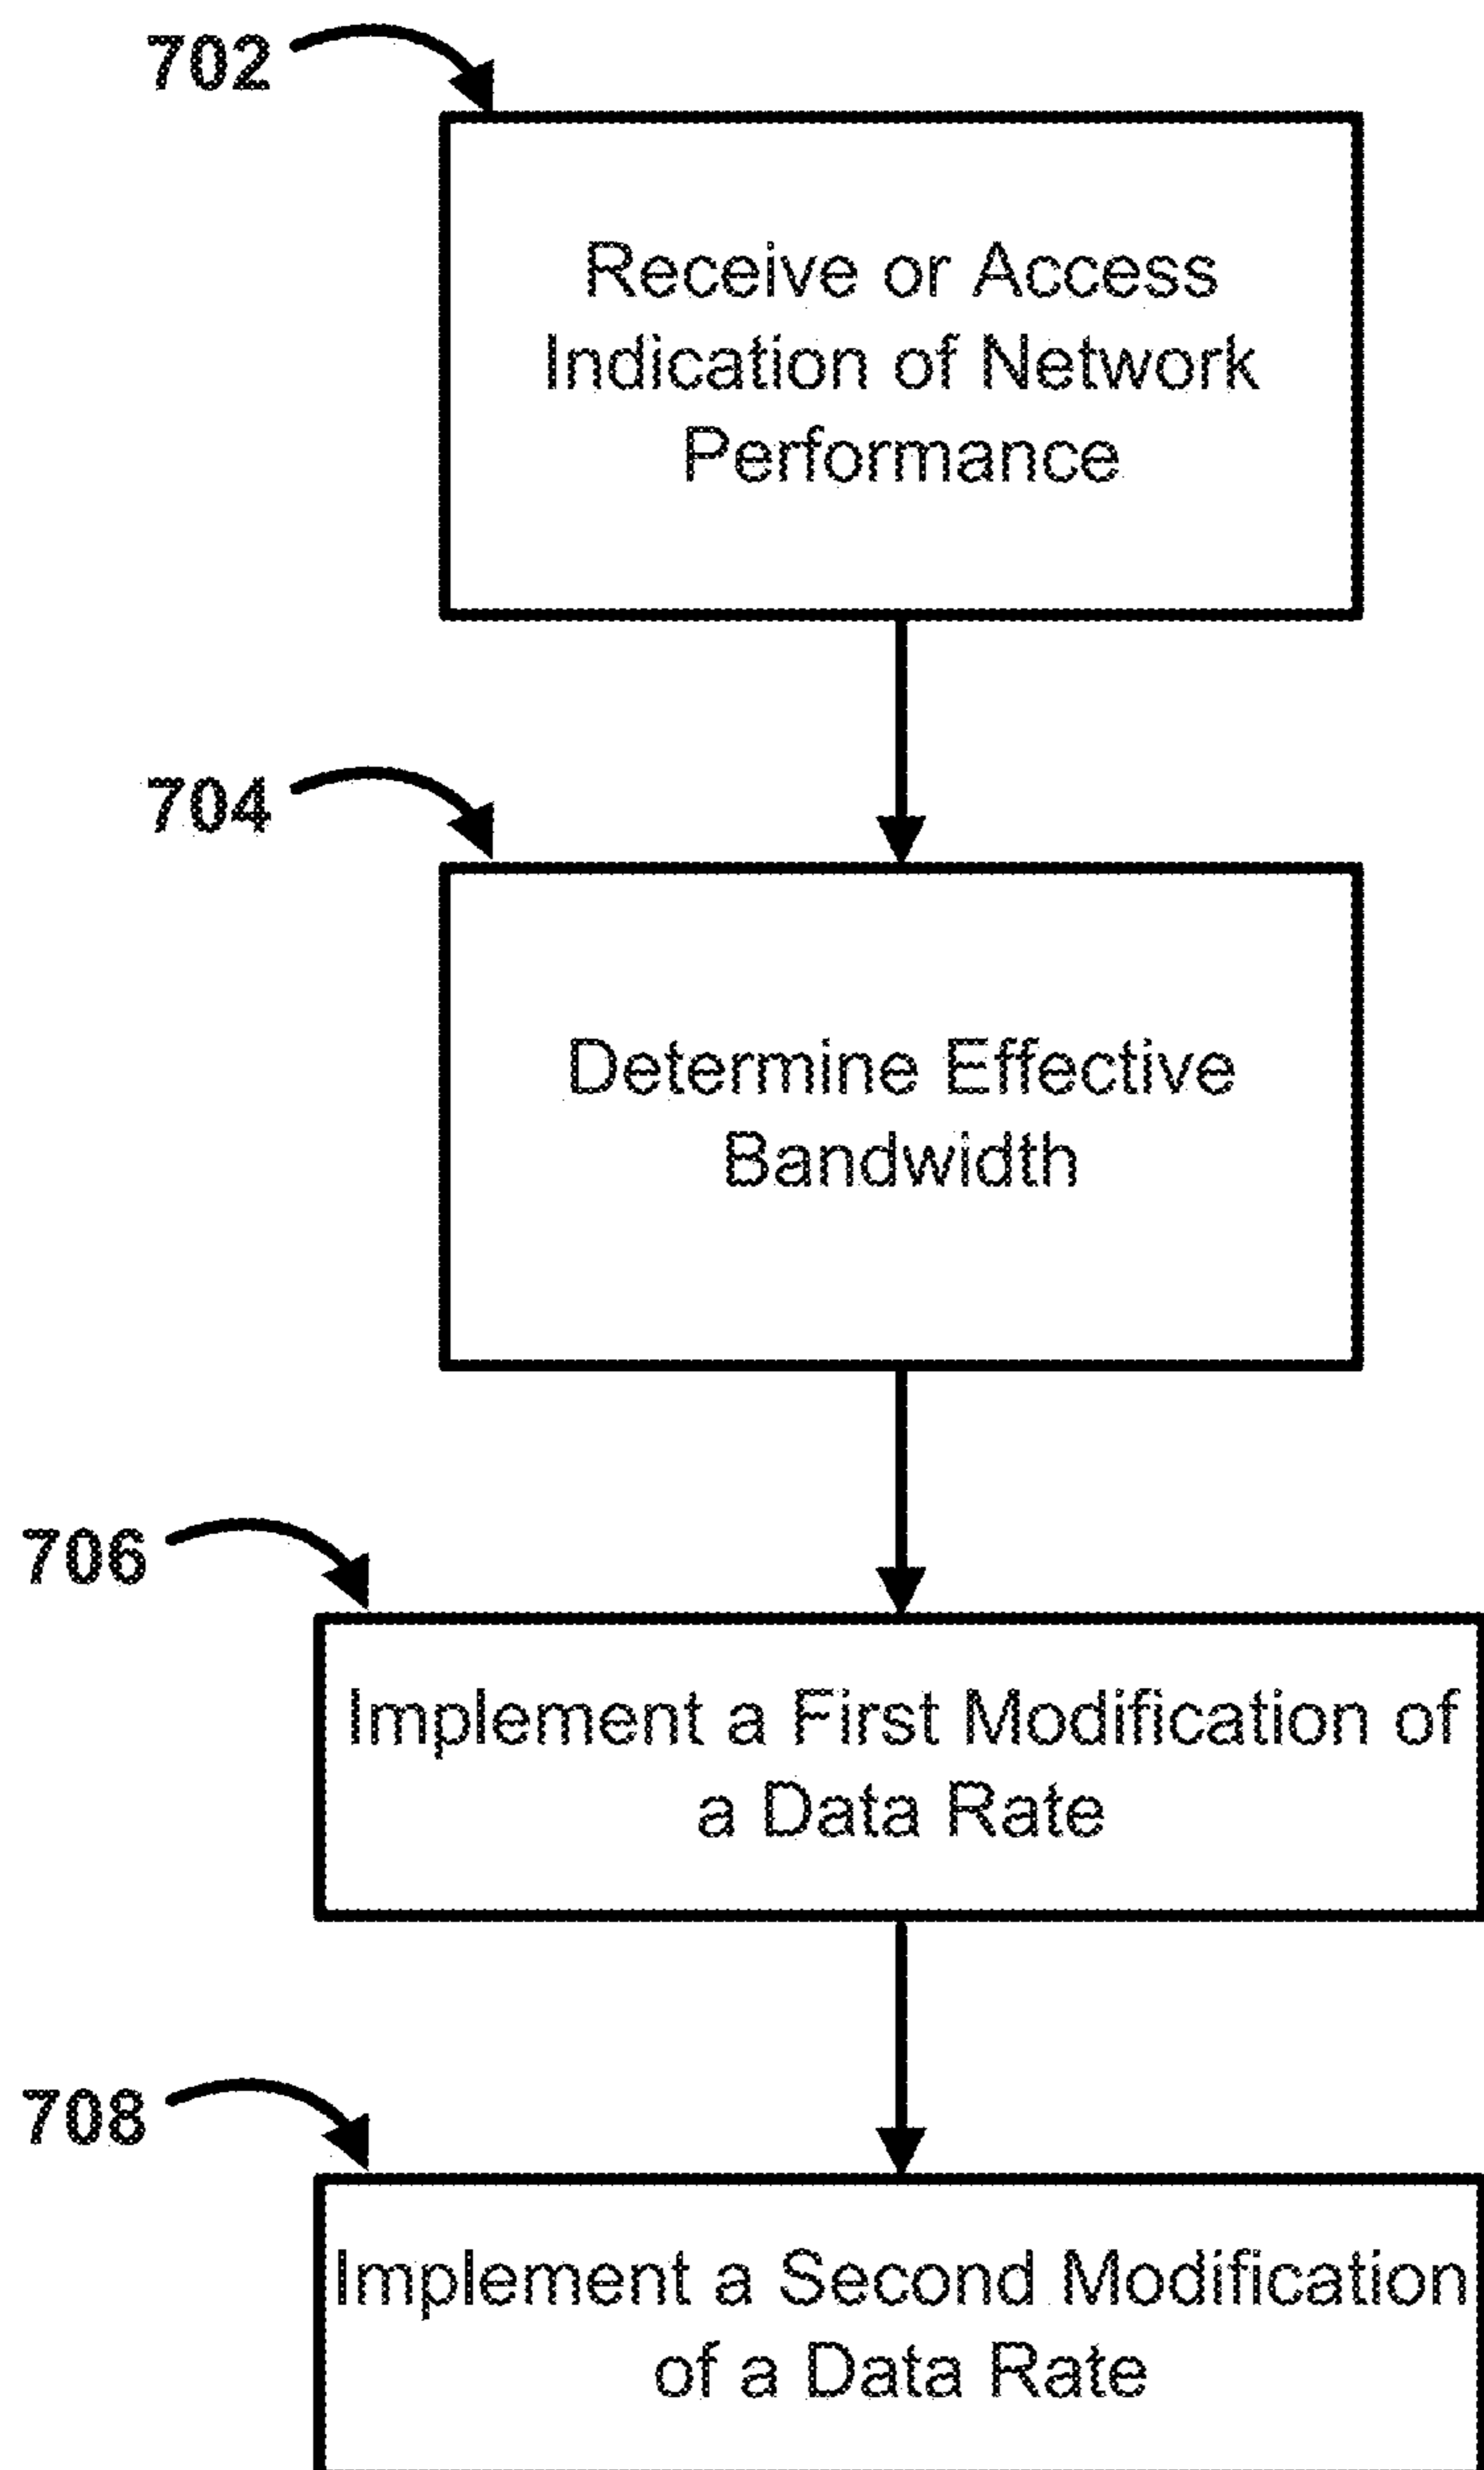 702
Receive or Access
Indication of Network
Performance
704
Determine Effective
Bandwidth
706
Implement a First Modification of
a Data Rate
708
Implement a Second Modification
of a Data Rate